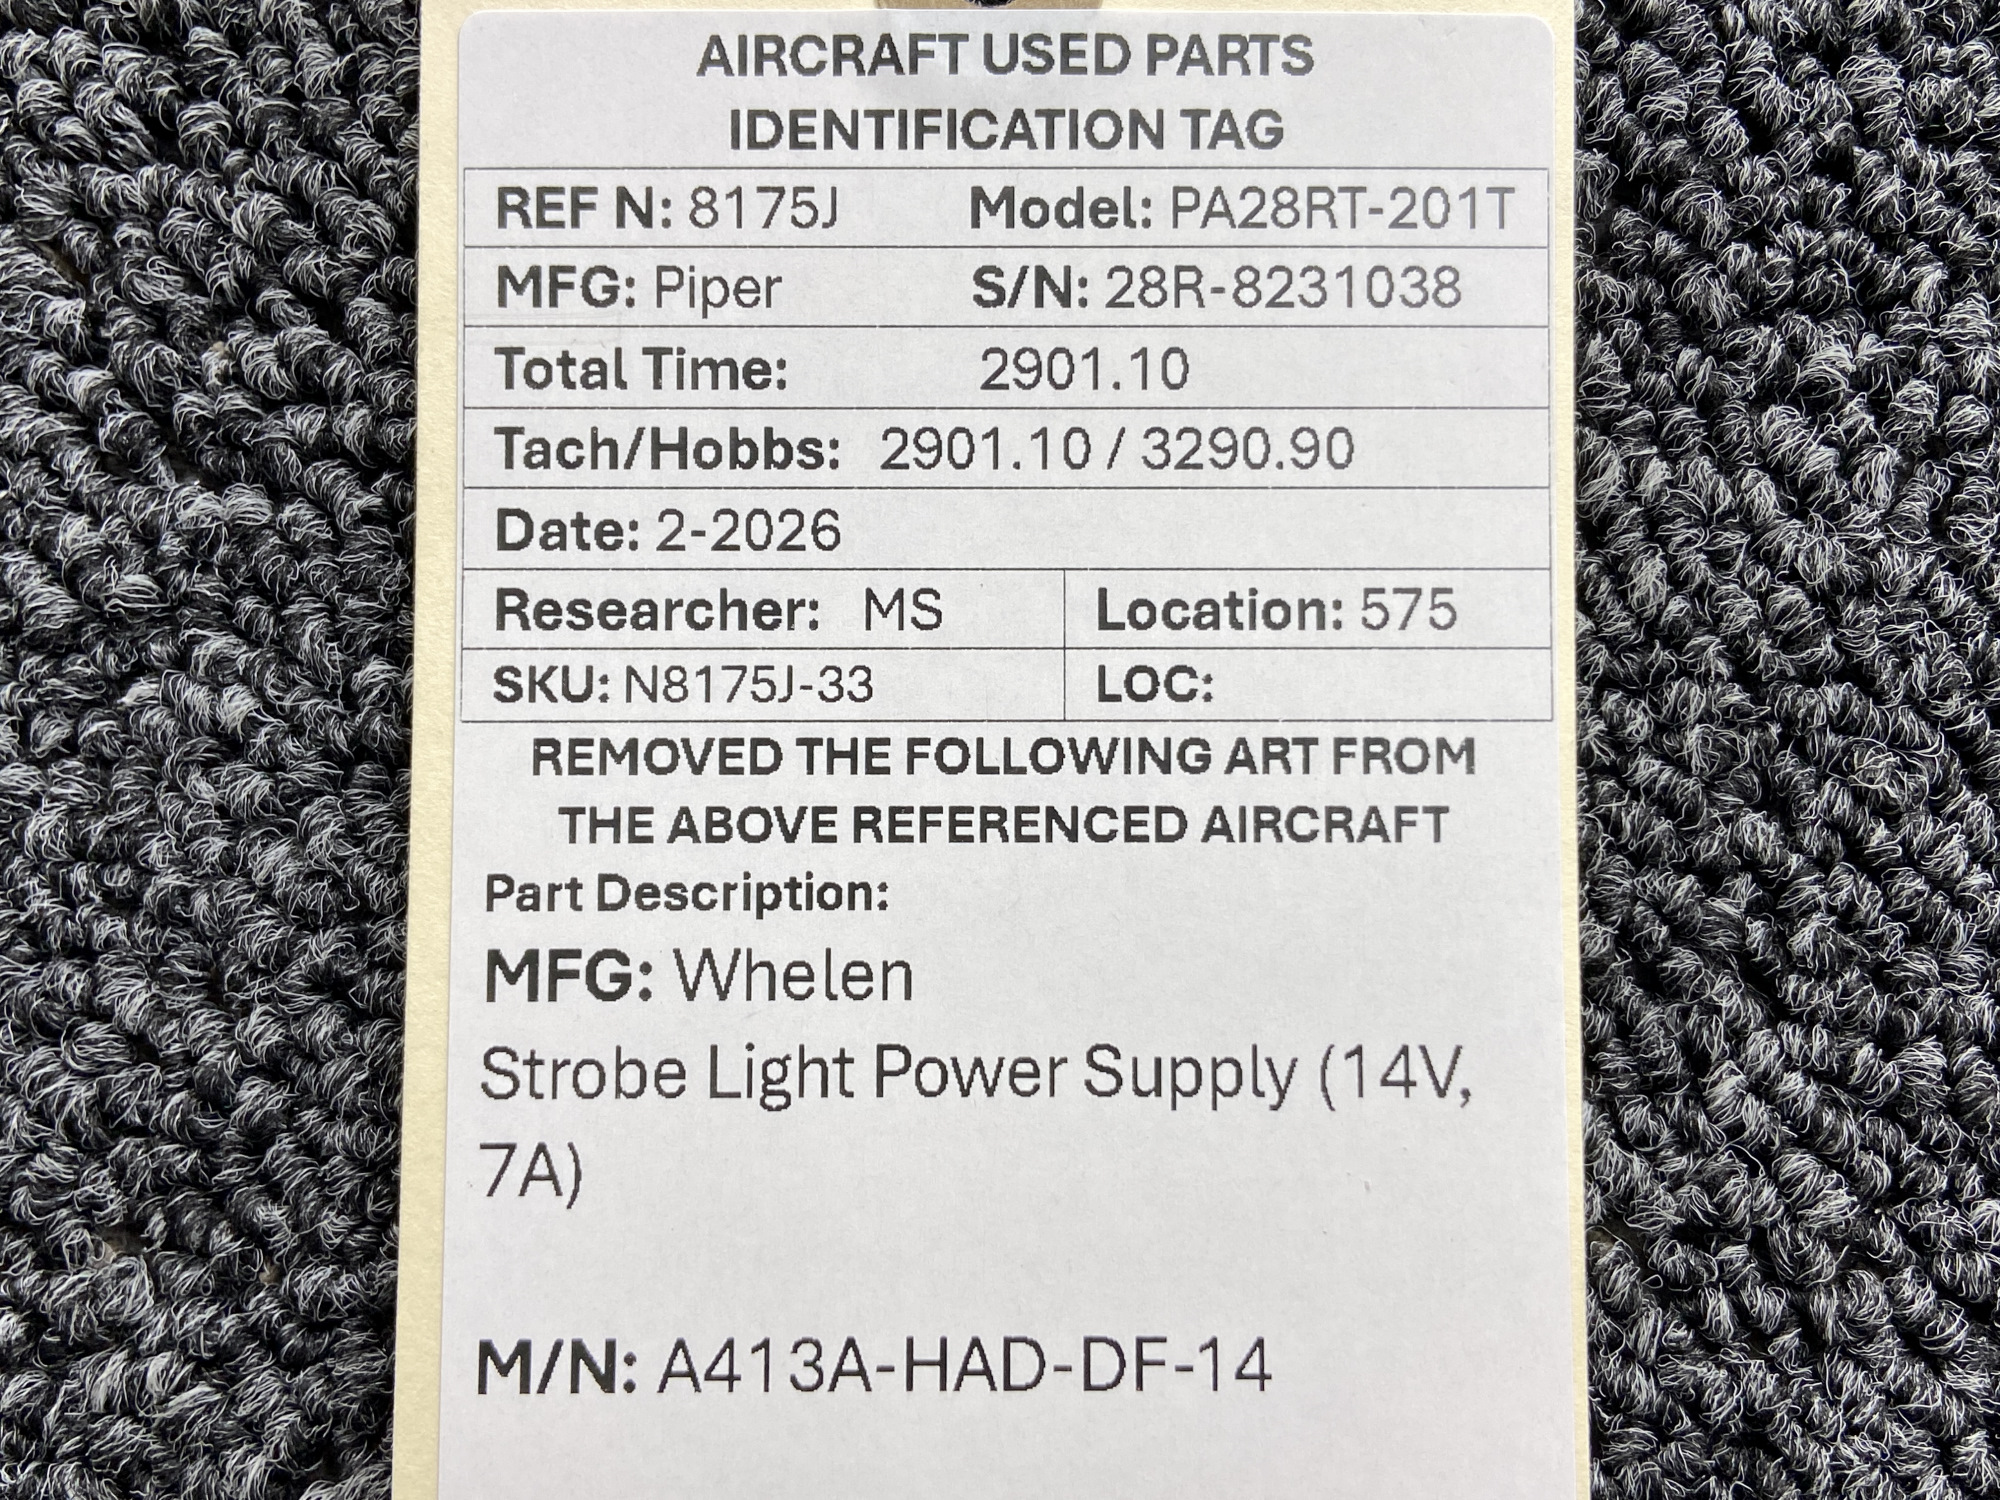 AIRCRAFT USED PARTS
IDENTIFICATION TAG
REF N: 8175J Model: PA28RT-201T
MFG: Piper S/N: 28R-8231038
Total Time: 2901.10
Tach/Hobbs: 2901.10 / 3290.90
Date: 2-2026
Researcher: MS Location: 575
SKU: N8175J-33 LOC:
REMOVED THE FOLLOWING ART FROM
THE ABOVE REFERENCED AIRCRAFT
Part Description:
MFG: Whelen
Strobe Light Power Supply (14V,
7A)
M/N: A413A-HAD-DF-14